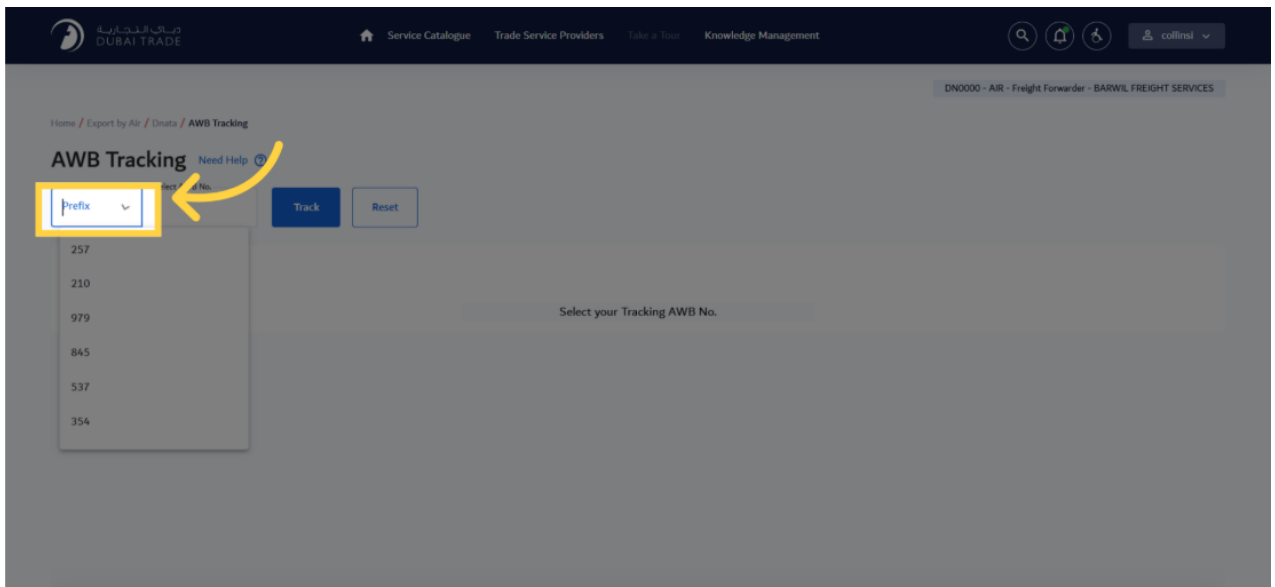 دبي التجارية
DUBAI TRADE
Service Catalogue Trade Service Providers Take a Tour Knowledge Management
collinsi
DN0000 - AIR - Freight Forwarder - BARWIL FREIGHT SERVICES
Home / Export by Air / Dnata / AWB Tracking
AWB Tracking Need Help ?
No.
Prefix Track Reset
257
210
979
845
537
354
Select your Tracking AWB No.